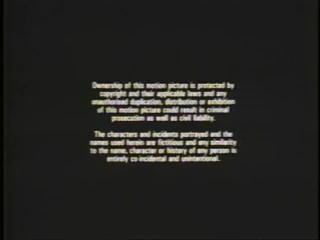 Ownership of this motion picture is protected by
copyright and their applicable laws and any
unauthorized duplication, distribution or exhibition
of this motion picture could result in criminal
prosecution as well as civil liability.
The characters and incidents portrayed and the
names used herein are fictitious and any similarity
to the name, character or history of any person is
entirely co-incidental and unintentional.